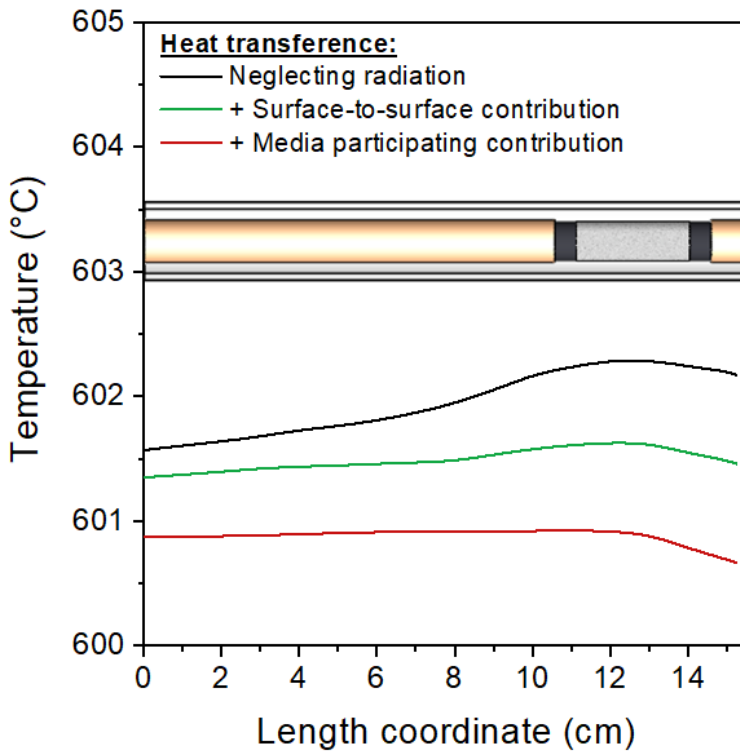 605
604
603
602
601
600
Temperature (°C)
Heat transference:
Neglecting radiation
+ Surface-to-surface contribution
+ Media participating contribution
0 2 4 6 8 10 12 14
Length coordinate (cm)